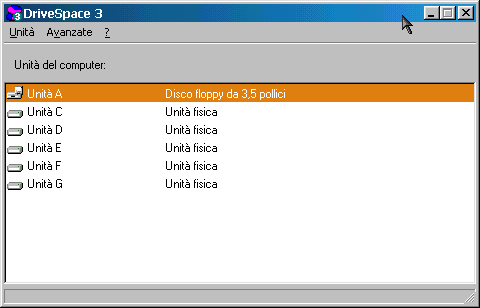 DriveSpace 3
Unità Avanzate ?
Unità del computer:
Unità A Disco floppy da 3,5 pollici
Unità C Unità fisica
Unità D Unità fisica
Unità E Unità fisica
Unità F Unità fisica
Unità G Unità fisica